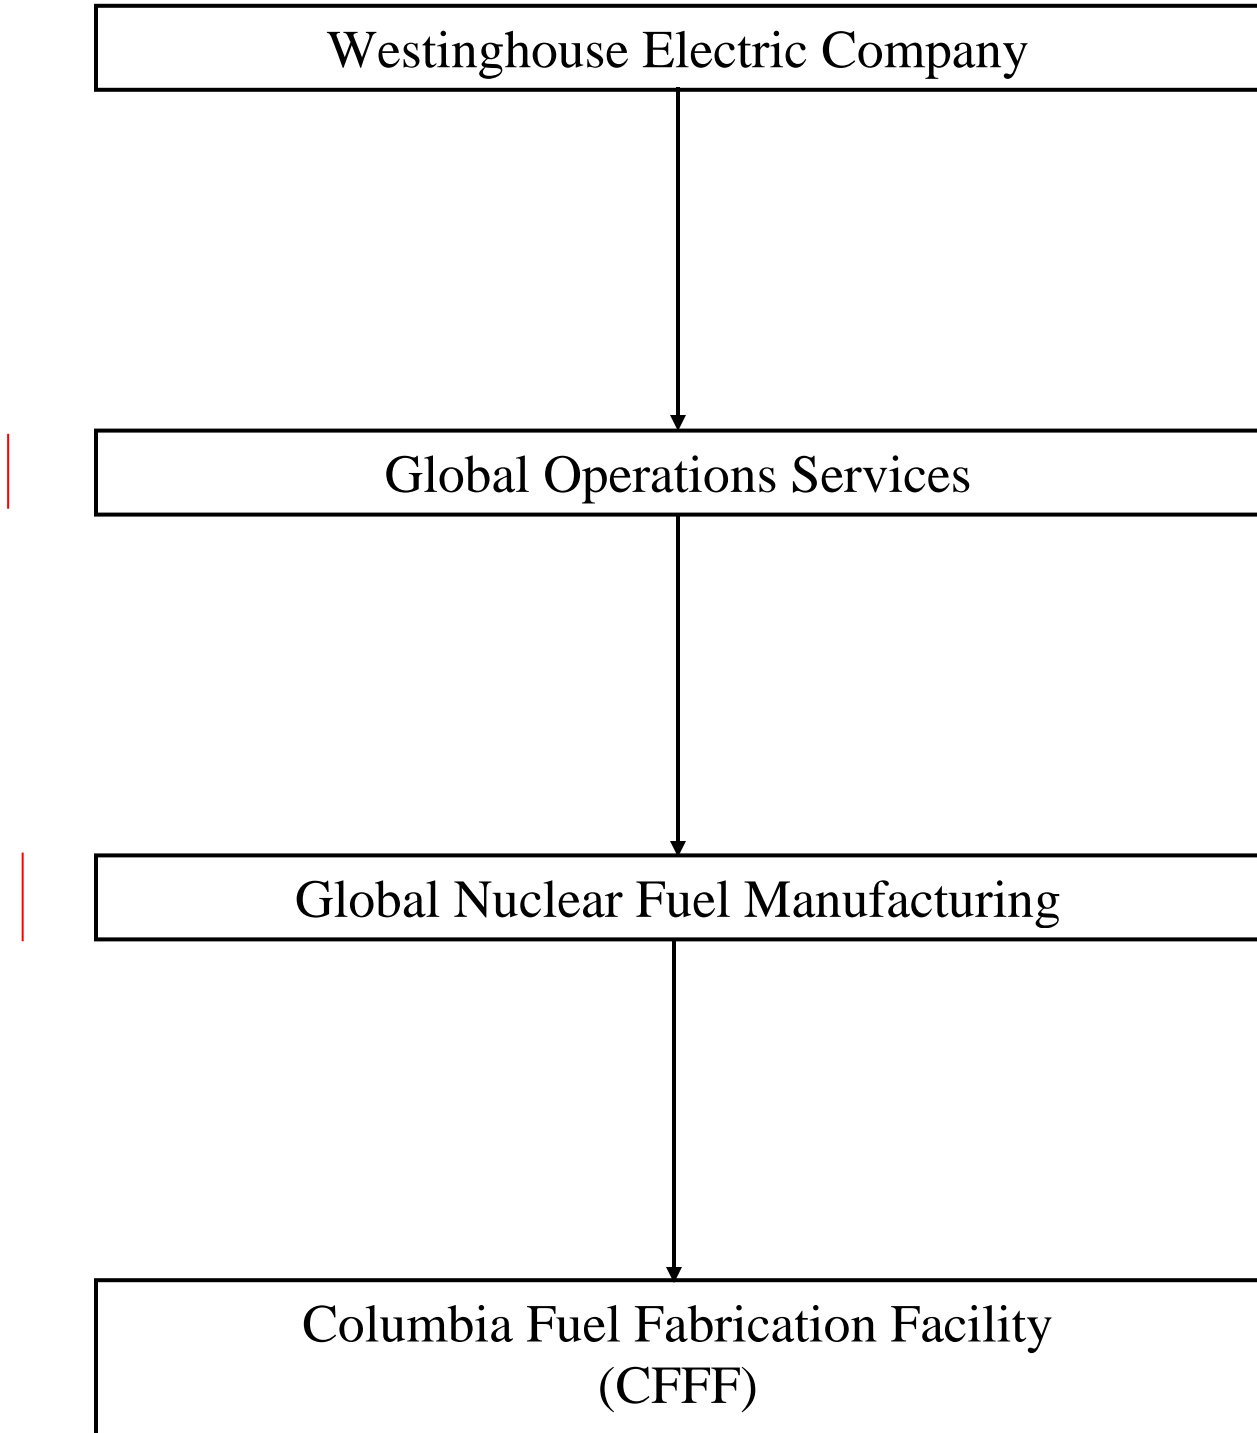 Westinghouse Electric Company
Global Operations Services
Global Nuclear Fuel Manufacturing
Columbia Fuel Fabrication Facility
(CFFF)